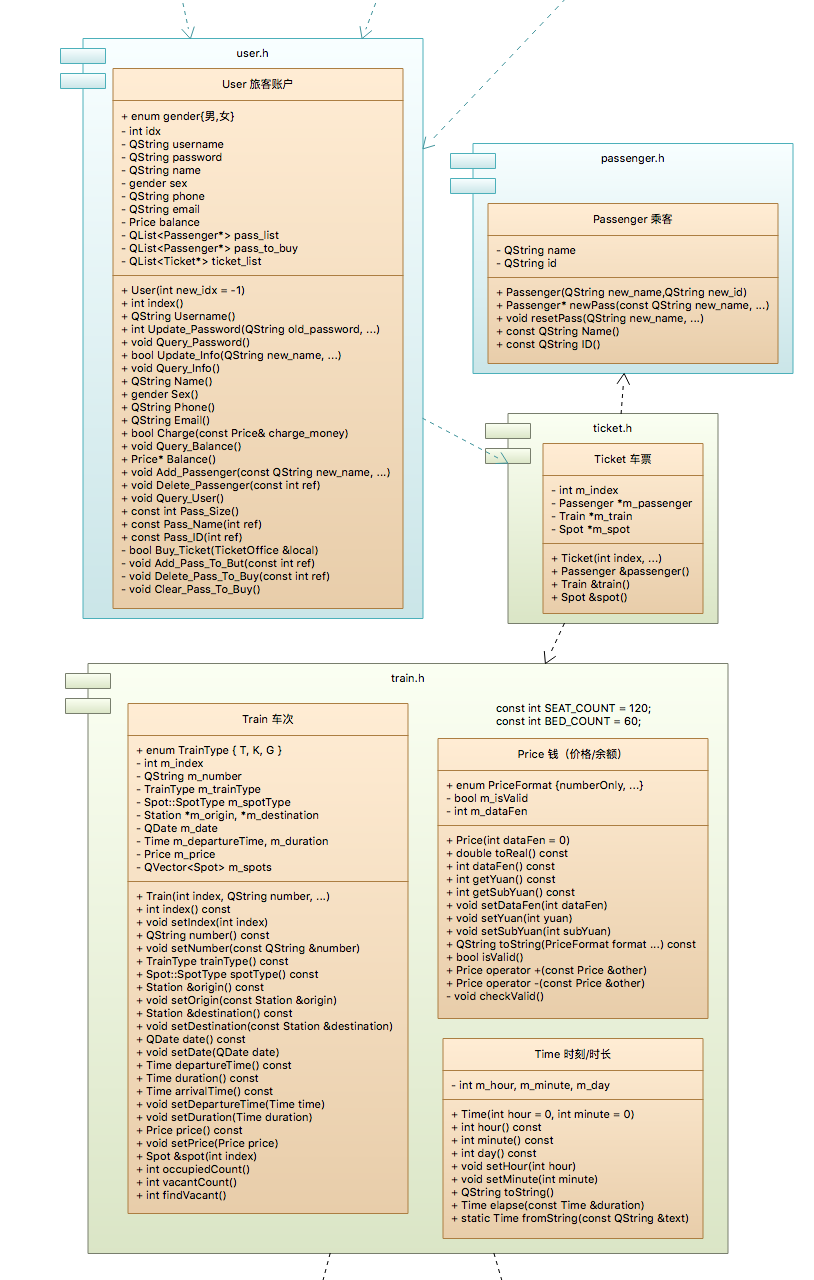 user.h
User 旅客账户
+ enum gender{男,女}
- int idx
- QString username
- QString password
- QString name
- gender sex
- QString phone
- QString email
- Price balance
- QList<Passenger*> pass_list
- QList<Passenger*> pass_to_buy
- QList<Ticket*> ticket_list
+ User(int new_idx = -1)
+ int index()
+ QString Username()
+ int Update_Password(QString old_password, ...)
+ void Query_Password()
+ bool Update_Info(QString new_name, ...)
+ void Query_Info()
+ QString Name()
+ gender Sex()
+ QString Phone()
+ QString Email()
+ bool Charge(const Price& charge_money)
+ void Query_Balance()
+ Price* Balance()
+ void Add_Passenger(const QString new_name, ...)
+ void Delete_Passenger(const int ref)
+ void Query_User()
+ const int Pass_Size()
+ const Pass_Name(int ref)
+ const Pass_ID(int ref)
- bool Buy_Ticket(TicketOffice &local)
- void Add_Pass_To_But(const int ref)
- void Delete_Pass_To_Buy(const int ref)
- void Clear_Pass_To_Buy()
passenger.h
Passenger 乘客
- QString name
- QString id
+ Passenger(QString new_name,QString new_id)
+ Passenger* newPass(const QString new_name, ...)
+ void resetPass(QString new_name, ...)
+ const QString Name()
+ const QString ID()
ticket.h
Ticket 车票
- int m_index
- Passenger *m_passenger
- Train *m_train
- Spot *m_spot
+ Ticket(int index, ...)
+ Passenger &passenger()
+ Train &train()
+ Spot &spot()
train.h
Train 车次
+ enum TrainType { T, K, G }
- int m_index
- QString m_number
- TrainType m_trainType
- Spot::SpotType m_spotType
- Station *m_origin, *m_destination
- QDate m_date
- Time m_departureTime, m_duration
- Price m_price
- QVector<Spot> m_spots
+ Train(int index, QString number, ...)
+ int index() const
+ void setIndex(int index)
+ QString number() const
+ void setNumber(const QString &number)
+ TrainType trainType() const
+ Spot::SpotType spotType() const
+ Station &origin() const
+ void setOrigin(const Station &origin)
+ Station &destination() const
+ void setDestination(const Station &destination)
+ QDate date() const
+ void setDate(QDate date)
+ Time departureTime() const
+ Time duration() const
+ Time arrivalTime() const
+ void setDepartureTime(Time time)
+ void setDuration(Time duration)
+ Price price() const
+ void setPrice(Price price)
+ Spot &spot(int index)
+ int occupiedCount()
+ int vacantCount()
+ int findVacant()
const int SEAT_COUNT = 120;
const int BED_COUNT = 60;
Price 钱（价格/余额）
+ enum PriceFormat {numberOnly, ...}
- bool m_isValid
- int m_dataFen
+ Price(int dataFen = 0)
+ double toReal() const
+ int dataFen() const
+ int getYuan() const
+ int getSubYuan() const
+ void setDataFen(int dataFen)
+ void setYuan(int yuan)
+ void setSubYuan(int subYuan)
+ QString toString(PriceFormat format ...) const
+ bool isValid()
+ Price operator +(const Price &other)
+ Price operator -(const Price &other)
- void checkValid()
Time 时刻/时长
- int m_hour, m_minute, m_day
+ Time(int hour = 0, int minute = 0)
+ int hour() const
+ int minute() const
+ int day() const
+ void setHour(int hour)
+ void setMinute(int minute)
+ QString toString()
+ Time elapse(const Time &duration)
+ static Time fromString(const QString &text)